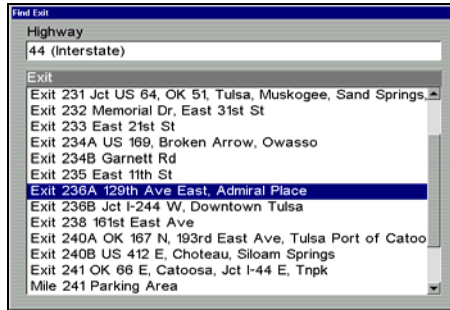 Find Exit
Highway
44 (Interstate)
Exit
Exit 231 Jct US 64, OK 51, Tulsa, Muskogee, Sand Springs,
Exit 232 Memorial Dr, East 31st St
Exit 233 East 21st St
Exit 234A US 169, Broken Arrow, Owasso
Exit 234B Garnett Rd
Exit 235 East 11th St
Exit 236A 129th Ave East, Admiral Place
Exit 236B Jct I-244 W, Downtown Tulsa
Exit 238 161st East Ave
Exit 240A OK 167 N, 193rd East Ave, Tulsa Port of Catoo
Exit 240B US 412 E, Choteau, Siloam Springs
Exit 241 OK 66 E, Catoosa, Jct I-44 E, Tnpk
Mile 241 Parking Area